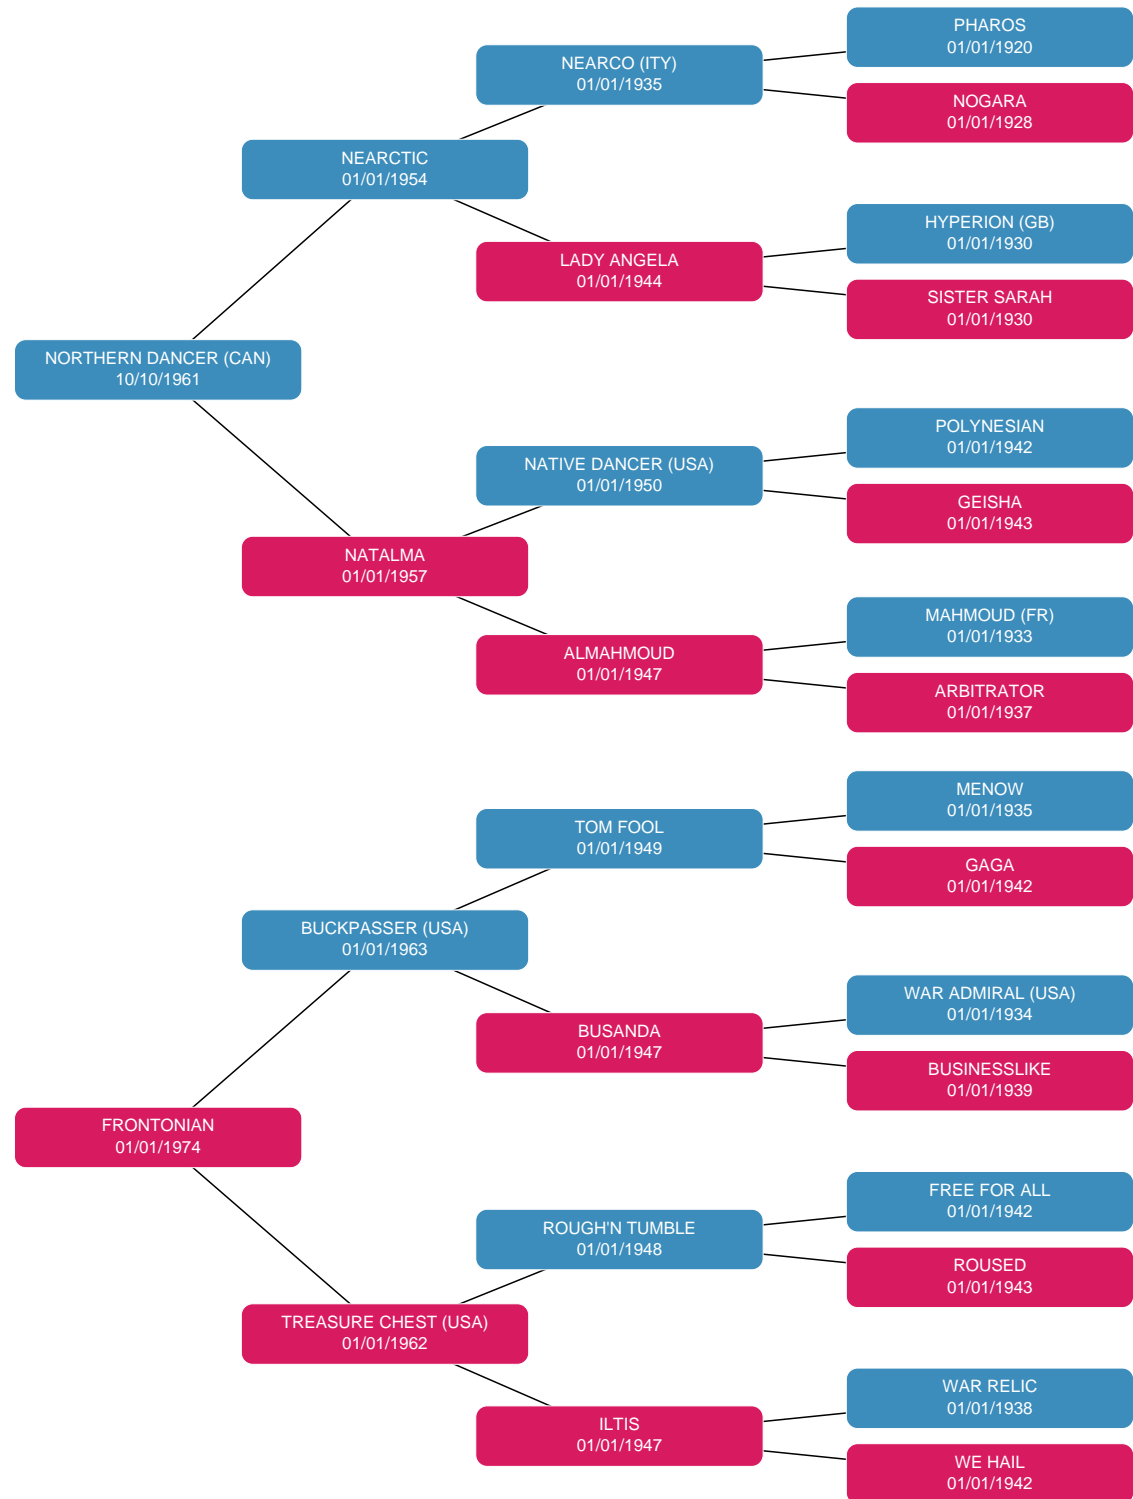 PHAROS
01/01/1920
NEARCO (ITY)
01/01/1935
NOGARA
01/01/1928
NEARCTIC
01/01/1954
HYPERION (GB)
01/01/1930
LADY ANGELA
01/01/1944
SISTER SARAH
01/01/1930
NORTHERN DANCER (CAN)
10/10/1961
POLYNESIAN
01/01/1942
NATIVE DANCER (USA)
01/01/1950
GEISHA
01/01/1943
NATALMA
01/01/1957
MAHMOUD (FR)
01/01/1933
ALMAHMOUD
01/01/1947
ARBITRATOR
01/01/1937
MENOW
01/01/1935
TOM FOOL
01/01/1949
GAGA
01/01/1942
BUCKPASSER (USA)
01/01/1963
WAR ADMIRAL (USA)
01/01/1934
BUSANDA
01/01/1947
BUSINESSLIKE
01/01/1939
FRONTONIAN
01/01/1974
FREE FOR ALL
01/01/1942
ROUGH'N TUMBLE
01/01/1948
ROUSED
01/01/1943
TREASURE CHEST (USA)
01/01/1962
WAR RELIC
01/01/1938
ILTIS
01/01/1947
WE HAIL
01/01/1942